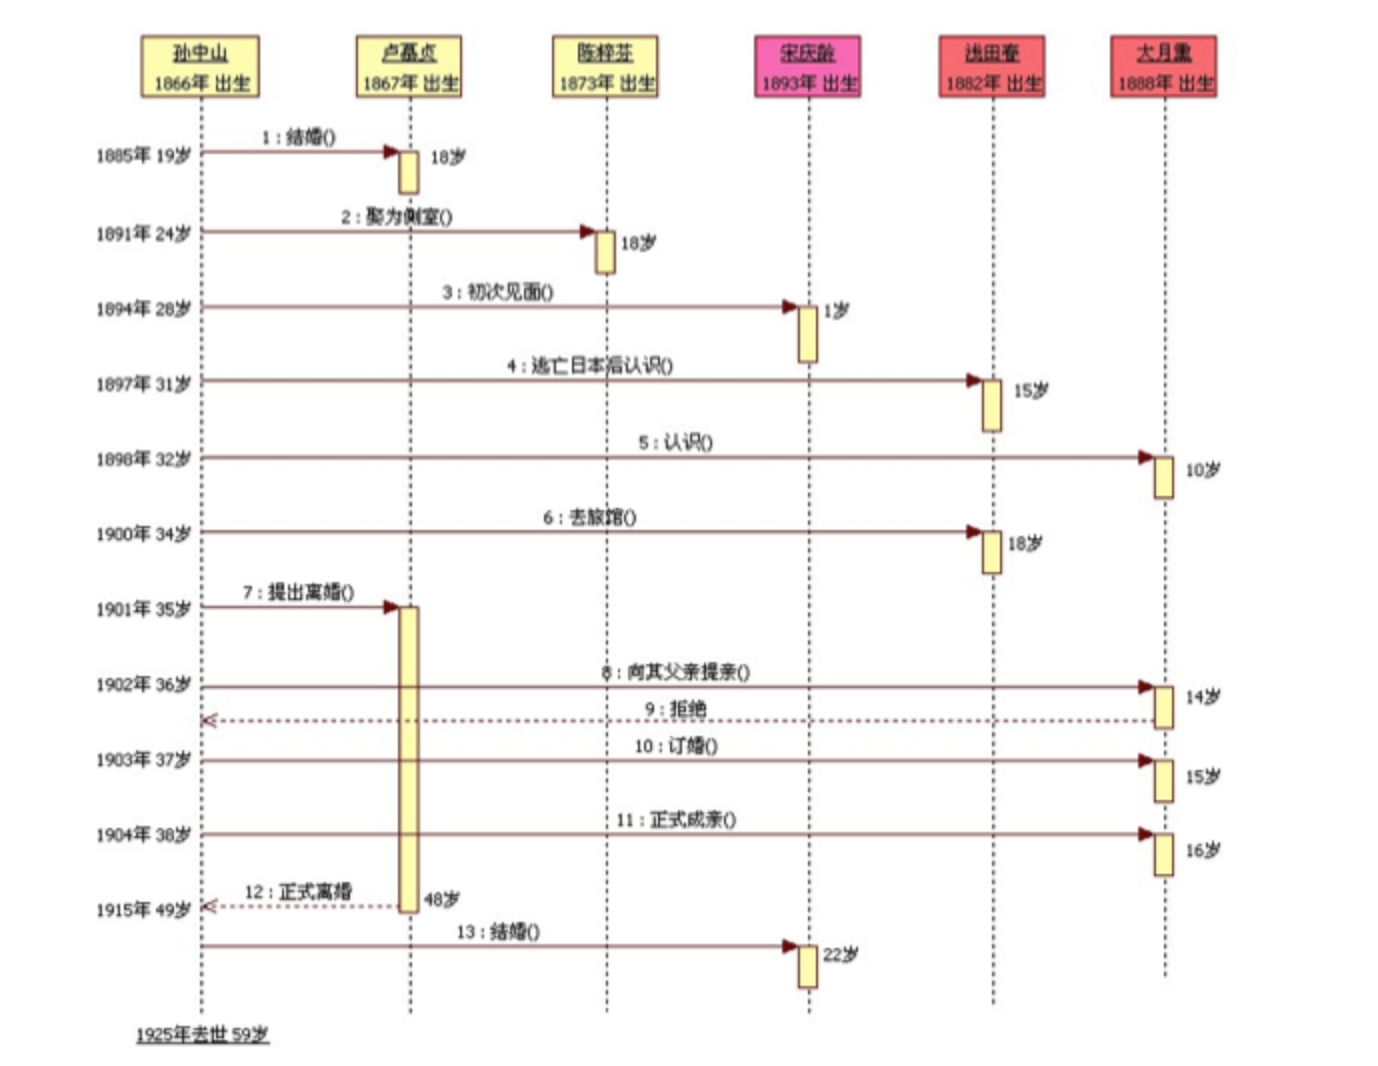 孙中山
1866年 出生
卢慕贞
1867年 出生
陈粹芬
1873年 出生
宋庆龄
1893年 出生
浅田春
1882年 出生
大月熏
1888年 出生
1 : 结婚()
1885年 19岁
18岁
2 : 娶为侧室()
1891年 24岁
18岁
3 : 初次见面()
1894年 28岁
1岁
4 : 逃亡日本后认识()
1897年 31岁
15岁
5 : 认识()
1898年 32岁
10岁
6 : 去旅馆()
1900年 34岁
18岁
7 : 提出离婚()
1901年 35岁
8 : 向其父亲提亲()
1902年 36岁
14岁
9 : 拒绝
10 : 订婚()
1903年 37岁
15岁
11 : 正式成亲()
1904年 38岁
16岁
12 : 正式离婚
48岁
1915年 49岁
13 : 结婚()
22岁
1925年去世 59岁